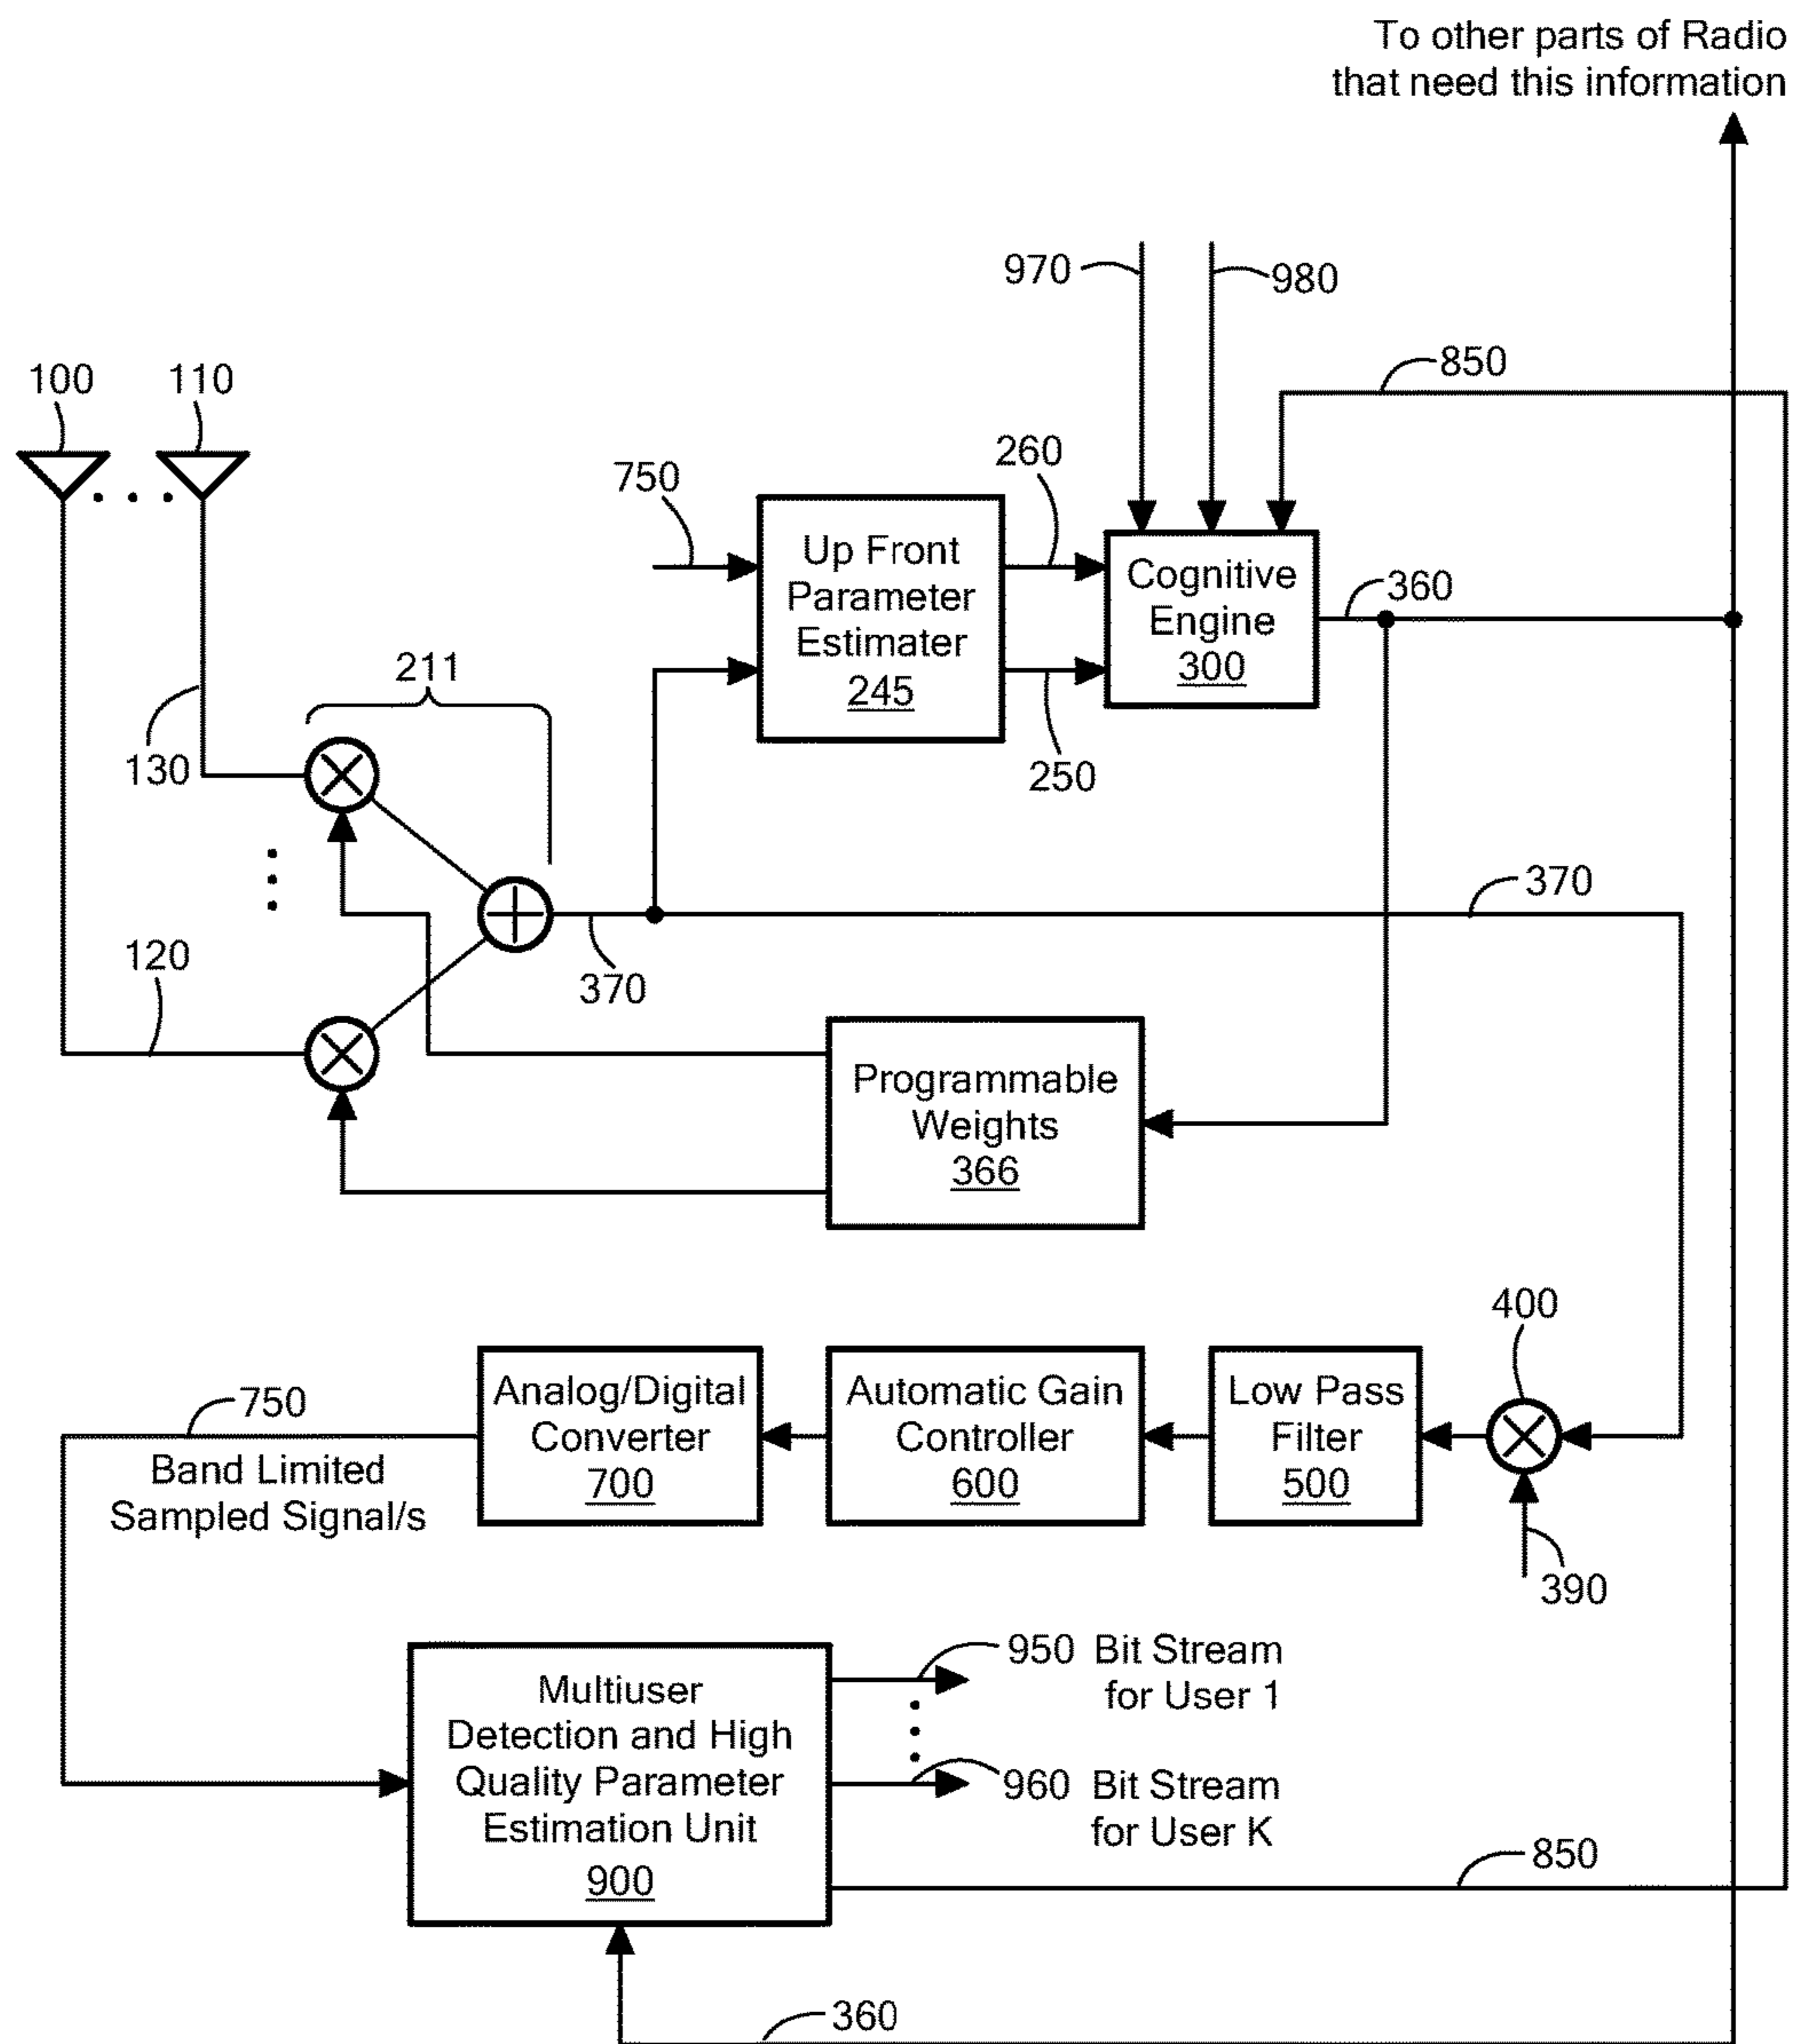 To other parts of Radio
that need this information
970
980
850
100
110
750
260
Up Front
Parameter
Estimater
245
Cognitive
Engine
300
360
211
130
250
370
120
370
Programmable
Weights
366
400
750
Band Limited
Sampled Signal/s
Analog/Digital
Converter
700
Automatic Gain
Controller
600
Low Pass
Filter
500
390
Multiuser
Detection and High
Quality Parameter
Estimation Unit
900
950 Bit Stream
for User 1
960 Bit Stream
for User K
850
360